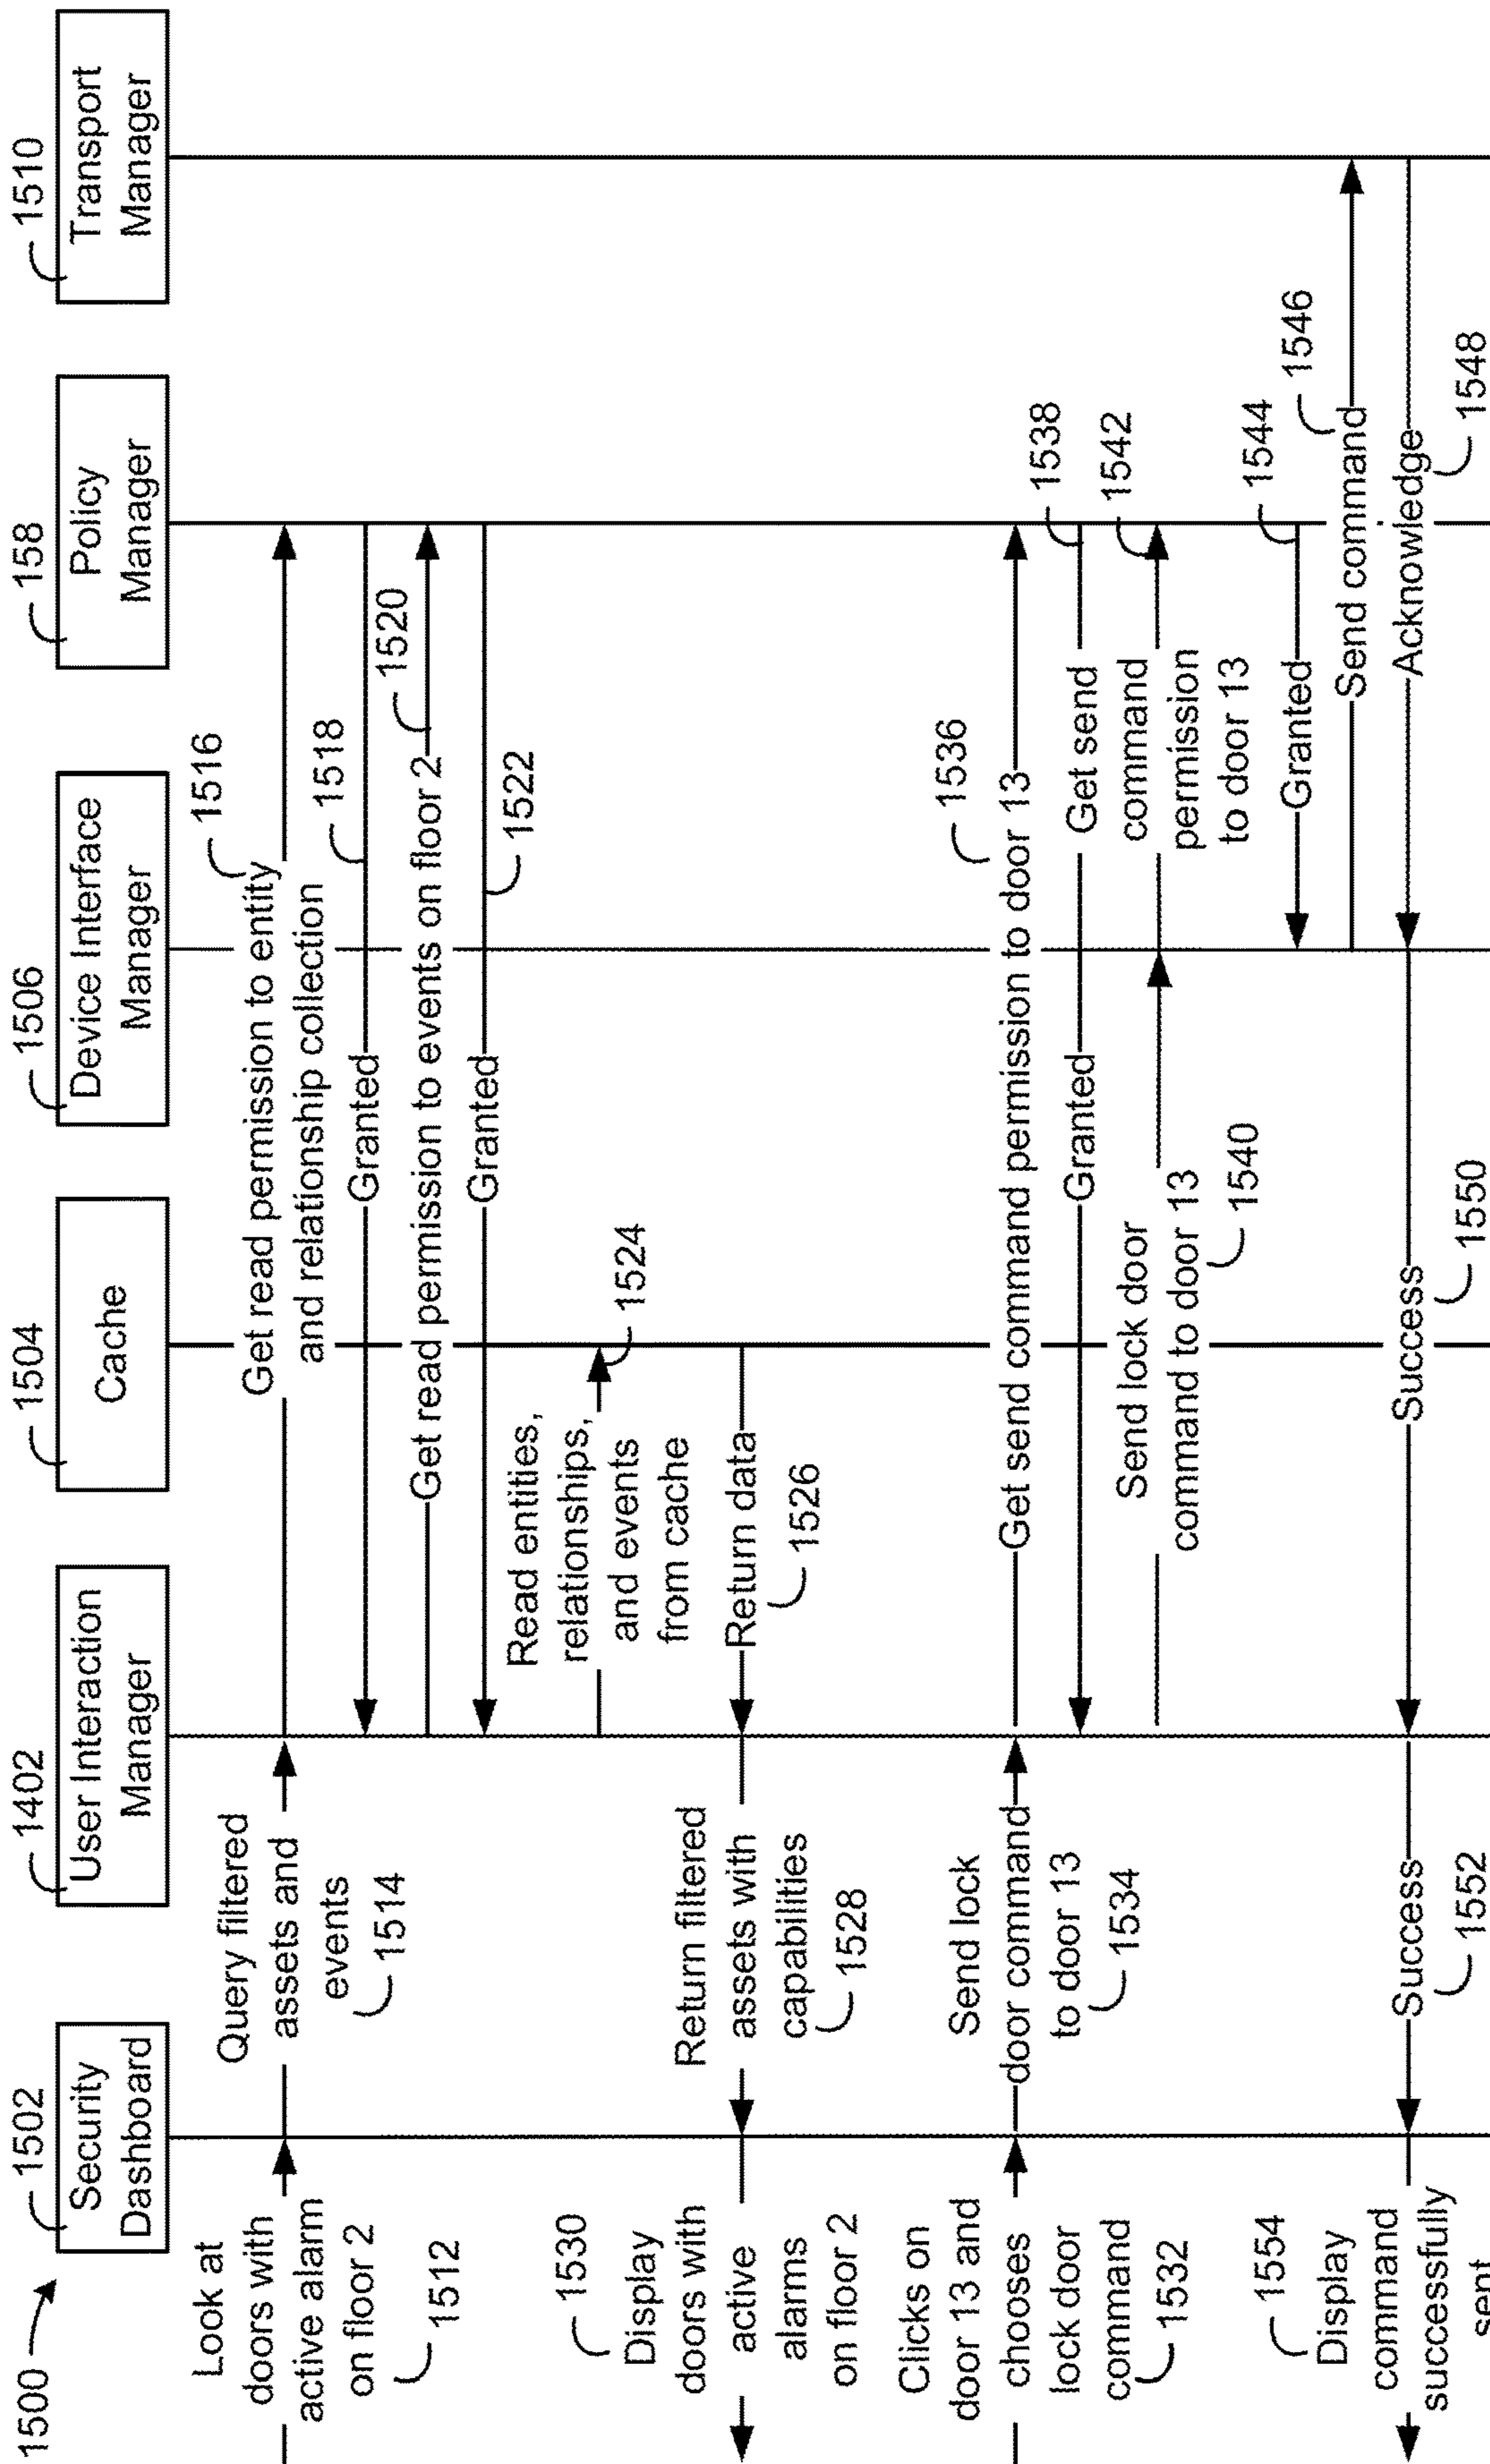 1500
1502
Security
Dashboard
1402
User Interaction
Manager
1504
Cache
1506
Device Interface
Manager
158
Policy
Manager
1510
Transport
Manager
Look at
doors with
active alarm
on floor 2
1512
Query filtered
assets and
events
1514
Get read permission to entity
and relationship collection
1516
Granted
1518
Get read permission to events on floor 2
1520
Granted
1522
Read entities,
relationships,
and events
from cache
1524
Return data
1526
Return filtered
assets with
capabilities
1528
1530
Display
doors with
active
alarms
on floor 2
Clicks on
door 13 and
chooses
lock door
command
1532
Send lock
door command
to door 13
1534
Get send command permission to door 13
1536
Granted
1538
Send lock door
command to door 13
1540
Get send
command
permission
to door 13
1542
Granted
1544
Send command
1546
Acknowledge
1548
Success
1550
Success
1552
1554
Display
command
successfully
sent